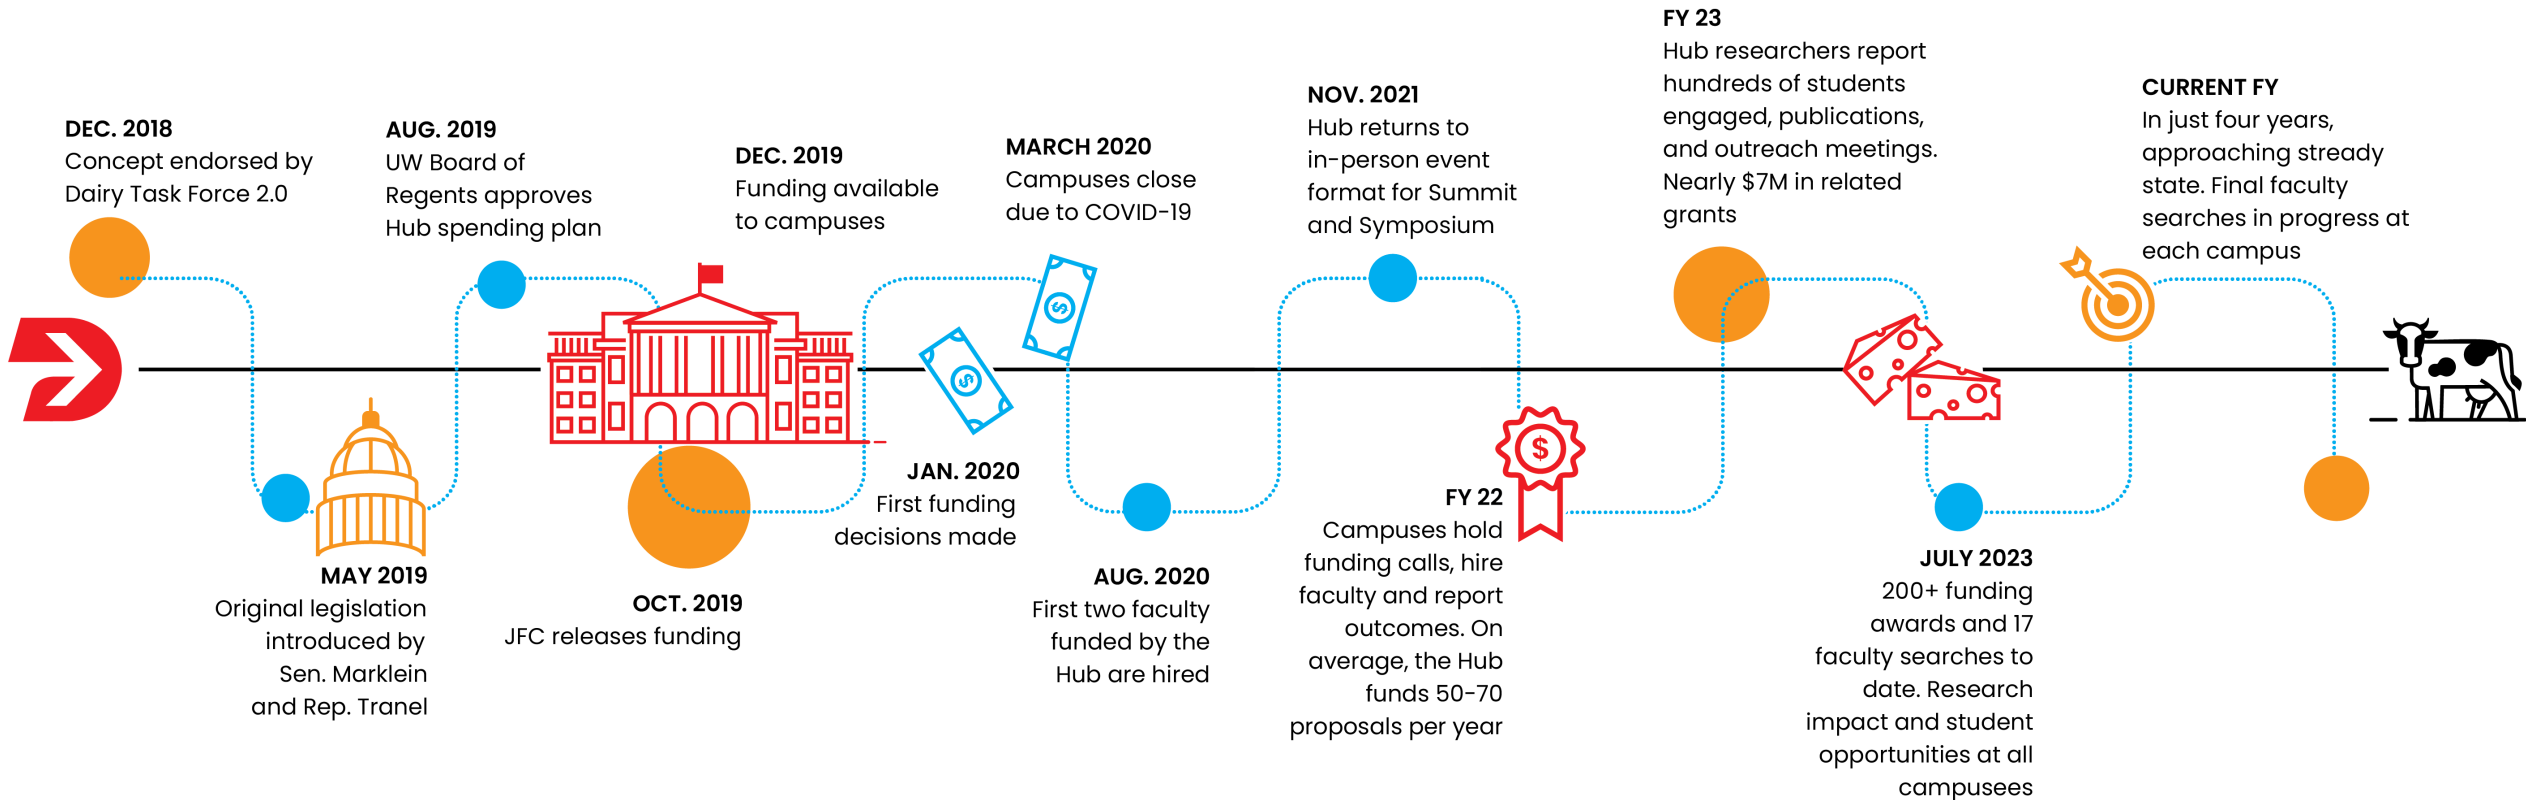 DEC. 2018
Concept endorsed by
Dairy Task Force 2.0
MAY 2019
Original legislation
introduced by
Sen. Marklein
and Rep. Tranel
AUG. 2019
UW Board of
Regents approves
Hub spending plan
OCT. 2019
JFC releases funding
DEC. 2019
Funding available
to campuses
JAN. 2020
First funding
decisions made
MARCH 2020
Campuses close
due to COVID-19
$
$
AUG. 2020
First two faculty
funded by the
Hub are hired
NOV. 2021
Hub returns to
in-person event
format for Summit
and Symposium
$
FY 22
Campuses hold
funding calls, hire
faculty and report
outcomes. On
average, the Hub
funds 50-70
proposals per year
FY 23
Hub researchers report
hundreds of students
engaged, publications,
and outreach meetings.
Nearly $7M in related
grants
JULY 2023
200+ funding
awards and 17
faculty searches to
date. Research
impact and student
opportunities at all
campusees
CURRENT FY
In just four years,
approaching stready
state. Final faculty
searches in progress at
each campus